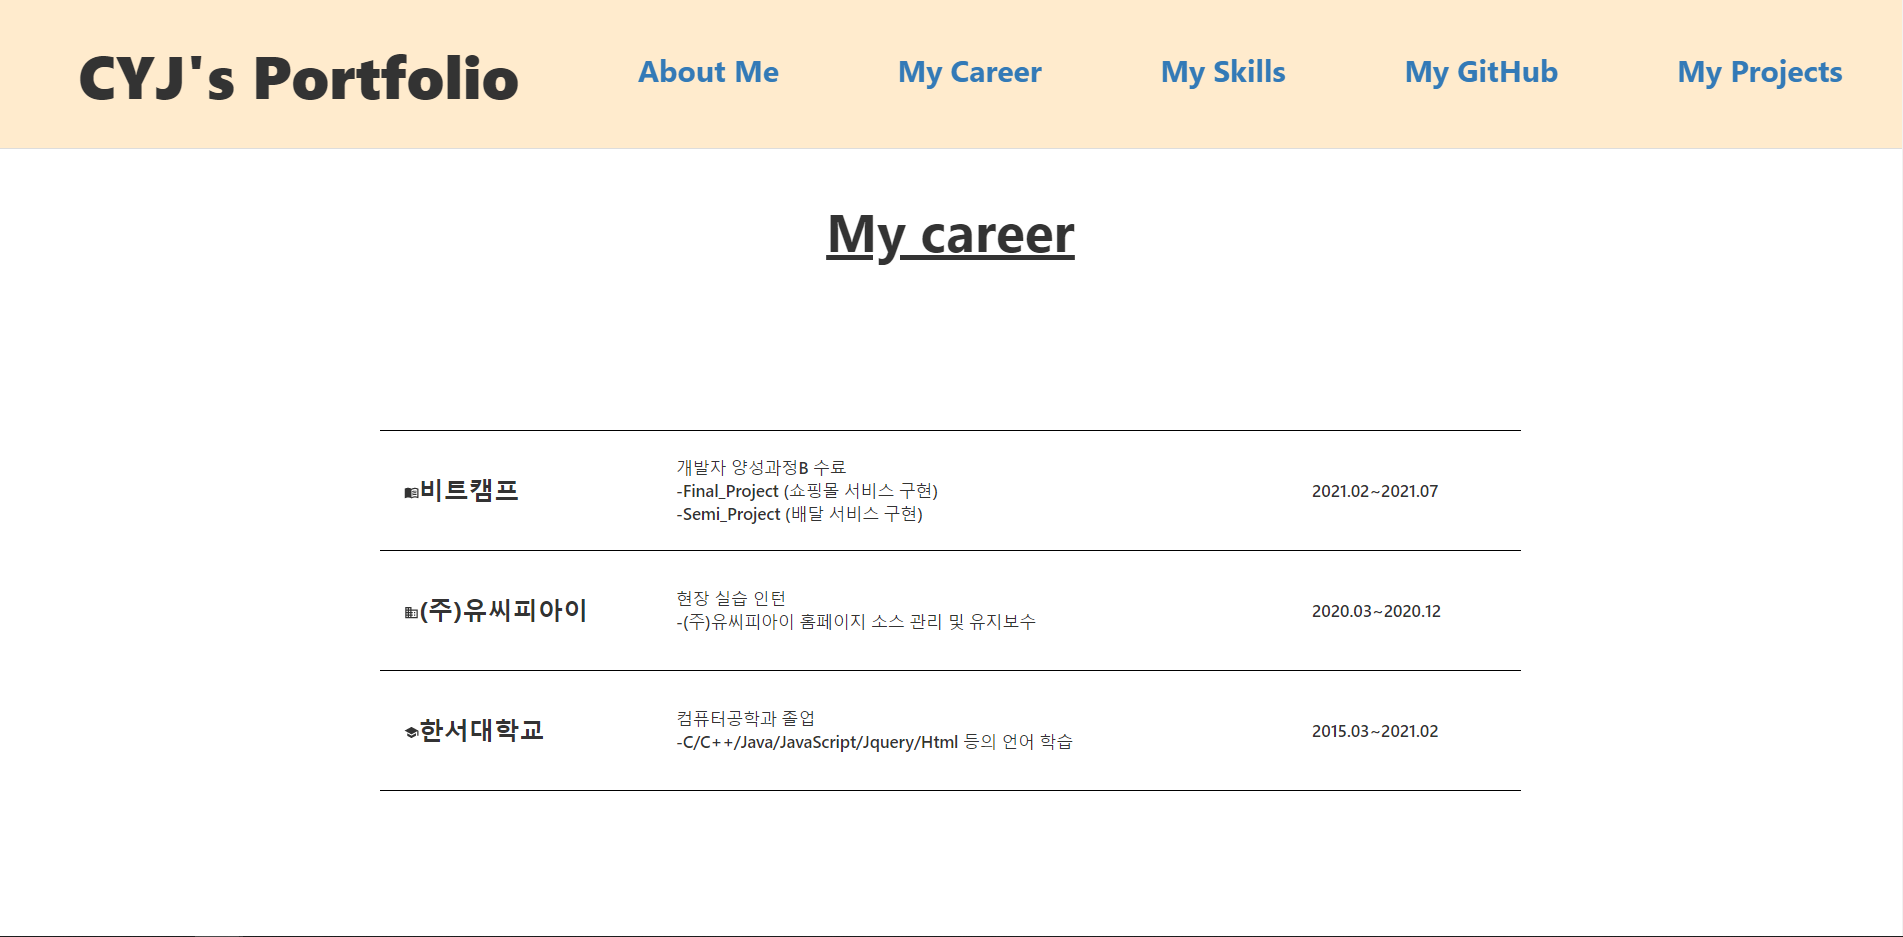 CYJ's Portfolio
About Me
My Career
My Skills
My GitHub
My Projects
My career
비트캠프
개발자 양성과정B 수료
-Final_Project (쇼핑몰 서비스 구현)
-Semi_Project (배달 서비스 구현)
2021.02~2021.07
(주)유씨피아이
현장 실습 인턴
-(주)유씨피아이 홈페이지 소스 관리 및 유지보수
2020.03~2020.12
한서대학교
컴퓨터공학과 졸업
-C/C++/Java/JavaScript/Jquery/Html 등의 언어 학습
2015.03~2021.02